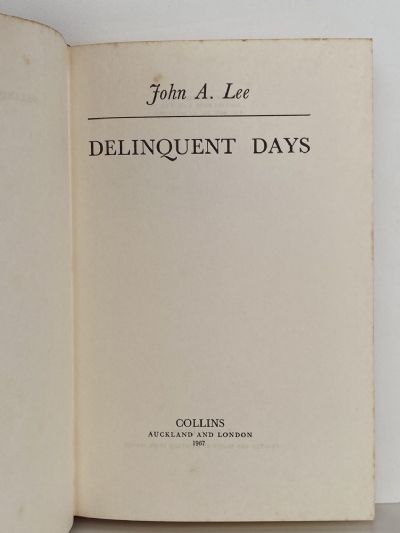 John A. Lee
DELINQUENT DAYS
COLLINS
AUCKLAND AND LONDON
1967